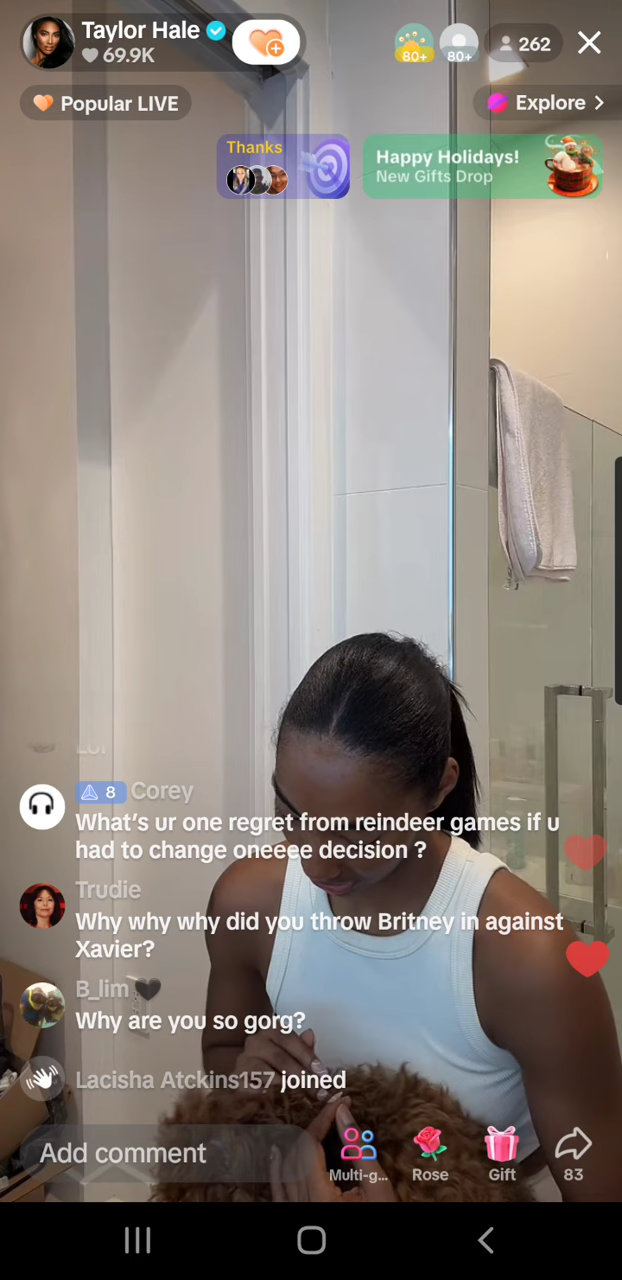 Taylor Hale
69.9K
80+
80+
262
Popular LIVE
Explore
Thanks
Happy Holidays!
New Gifts Drop
8 Corey
What's ur one regret from reindeer games if u
had to change oneeee decision ?
Trudie
Why why why did you throw Britney in against
Xavier?
B_lim🖤
Why are you so gorg?
Lacisha Atckins157 joined
Add comment
Multi-g...
Rose
Gift
83